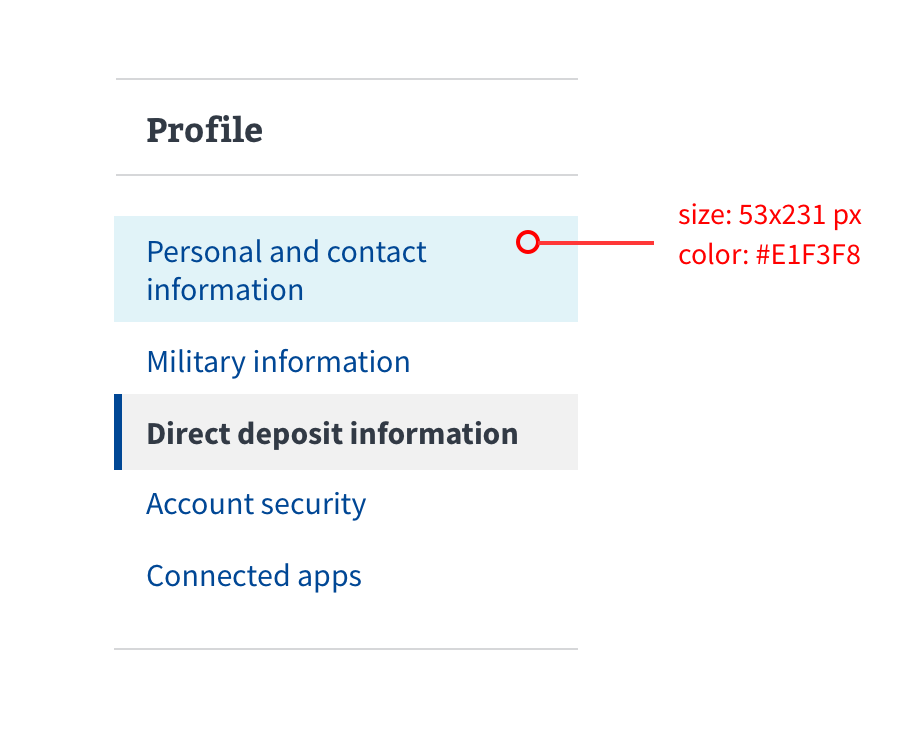 Profile
Personal and contact
information
size: 53x231 px
color: #E1F3F8
Military information
Direct deposit information
Account security
Connected apps